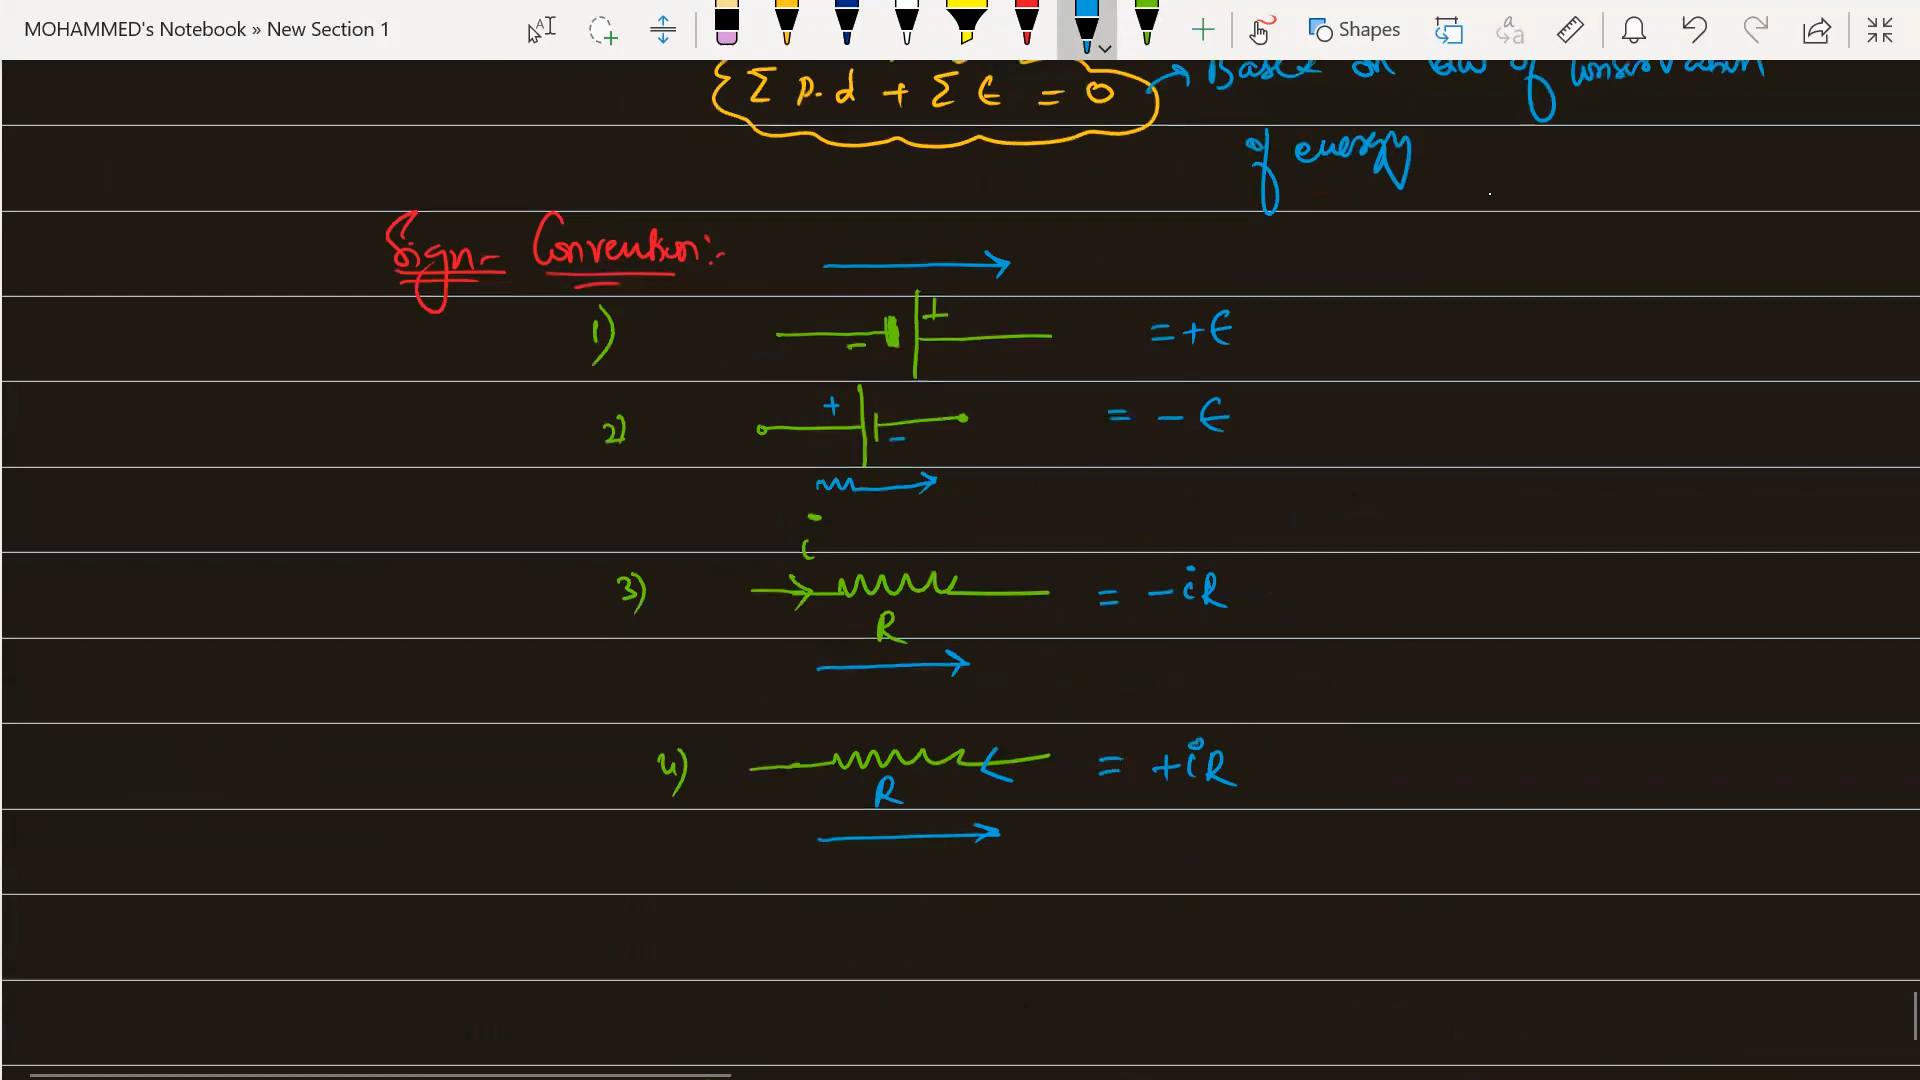 MOHAMMED's Notebook » New Section 1
Shapes
Σ P.d + Σ ϵ = 0 → Base on law of conservation
of energy
Sign- Convention:-
1) - + = +ϵ
2) + - = - ϵ
i
3) = -iR
R
4) = +iR
R